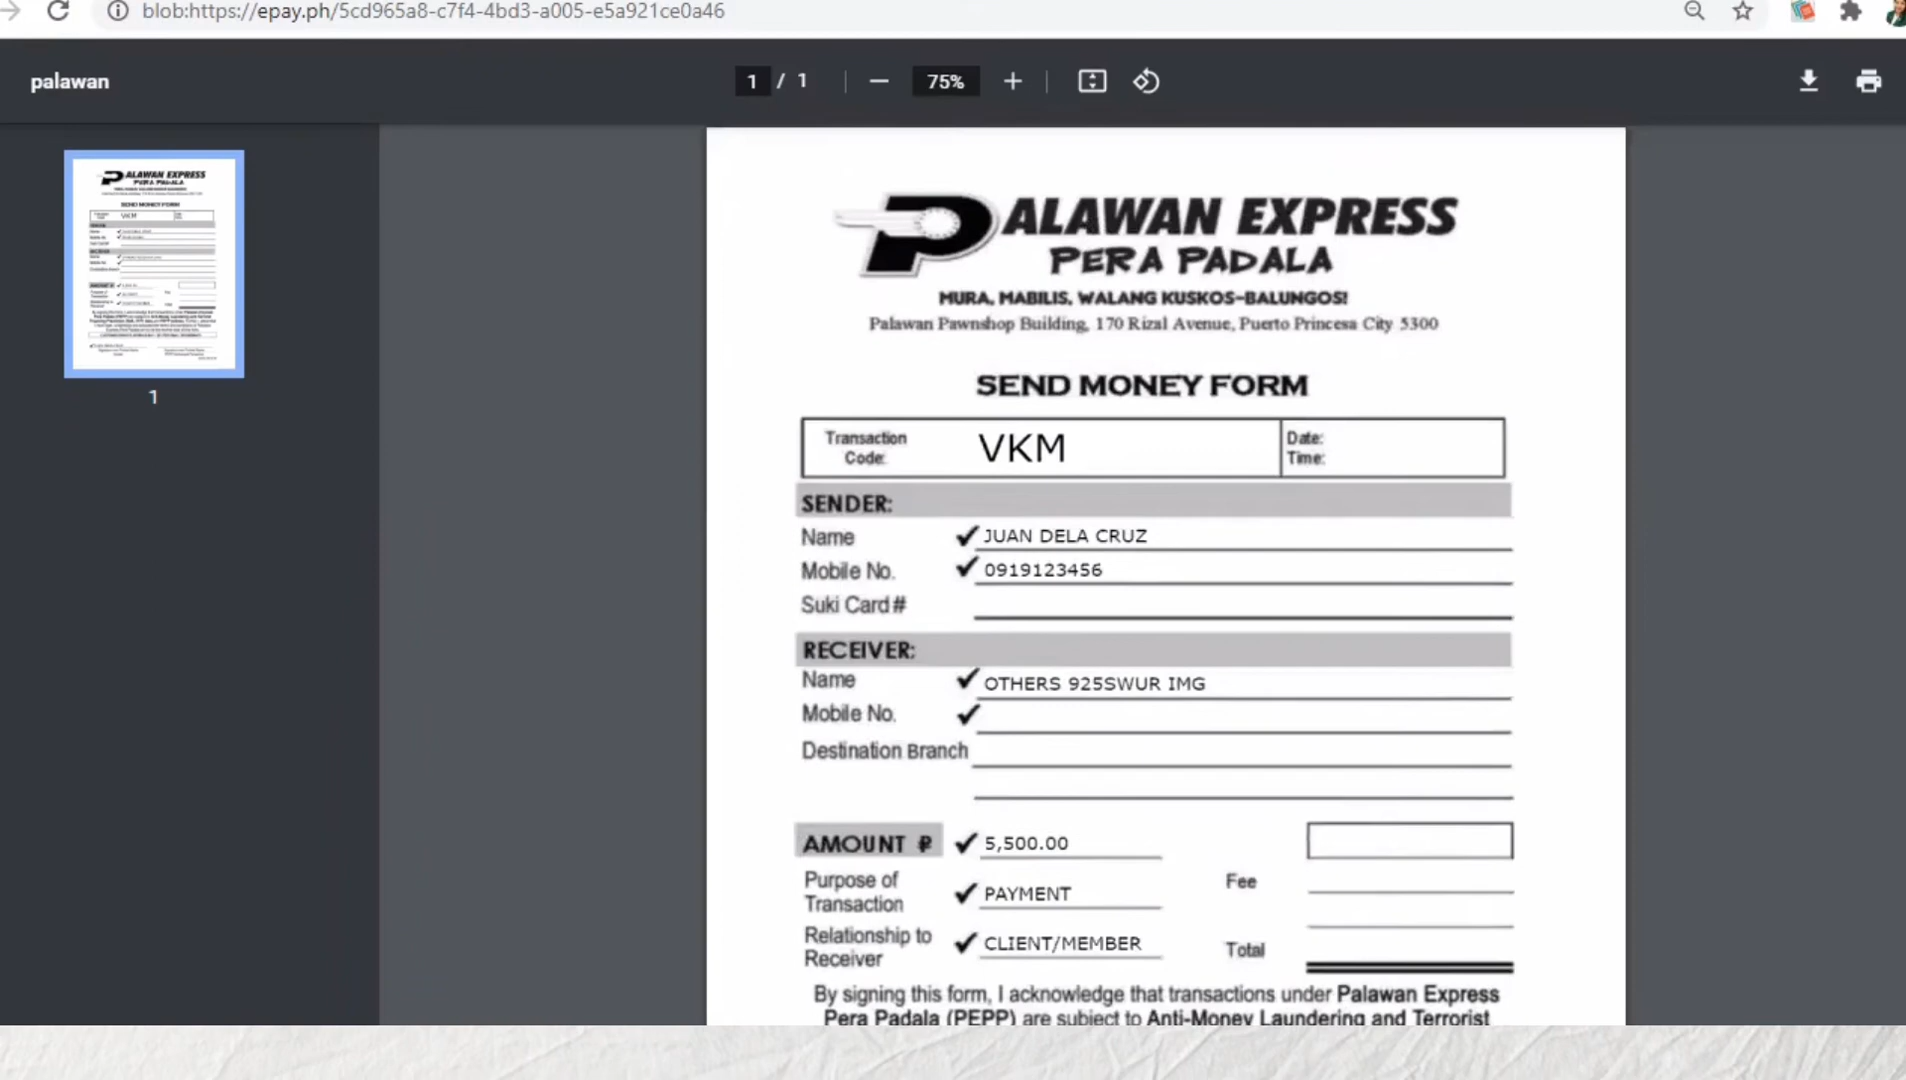 blob:https://epay.ph/5cd965a8-c7f4-4bd3-a005-e5a921ce0a46
palawan
1 / 1
75%
1
PALAWAN EXPRESS
PERA PADALA
MURA, MABILIS, WALANG KUSKOS-BALUNGOS!
Palawan Pawnshop Building, 170 Rizal Avenue, Puerto Princesa City 5300
SEND MONEY FORM
Transaction Code: VKM
Date:
Time:
SENDER:
Name JUAN DELA CRUZ
Mobile No. 0919123456
Suki Card #
RECEIVER:
Name OTHERS 925SWUR IMG
Mobile No.
Destination Branch
AMOUNT ₱ 5,500.00
Purpose of Transaction PAYMENT
Fee
Relationship to Receiver CLIENT/MEMBER
Total
By signing this form, I acknowledge that transactions under Palawan Express
Pera Padala (PEPP) are subject to Anti-Money Laundering and Terrorist